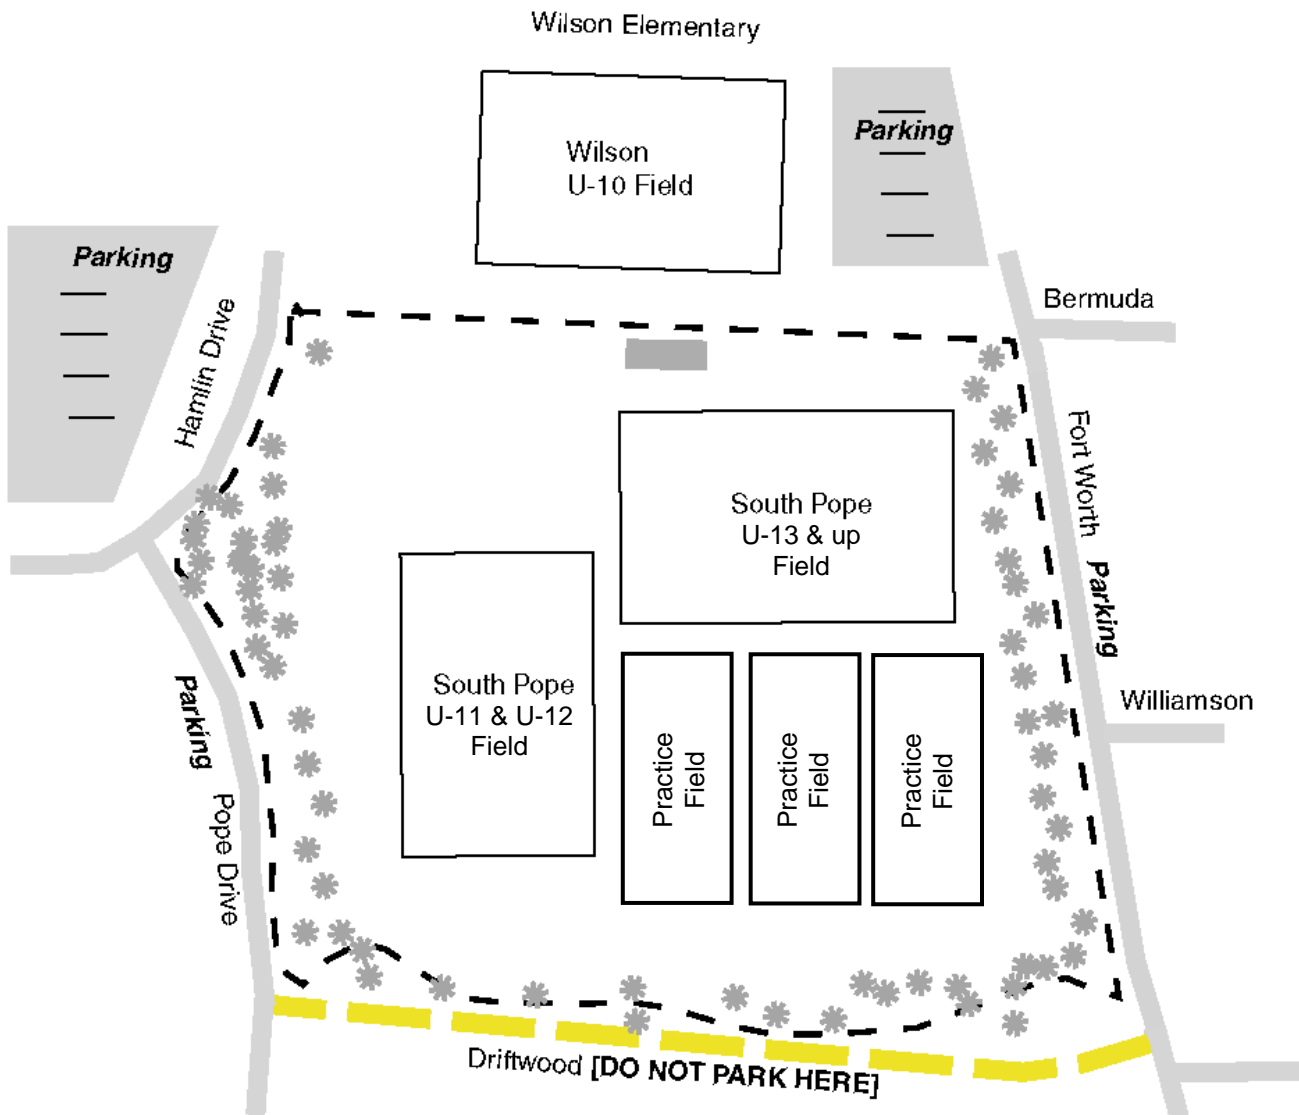 Wilson Elementary
Wilson
U-10 Field
Parking
Parking
Hamlin Drive
Bermuda
Fort Worth
Parking
South Pope
U-13 & up
Field
South Pope
U-11 & U-12
Field
Parking
Pope Drive
Practice
Field
Practice
Field
Practice
Field
Williamson
Driftwood [DO NOT PARK HERE]